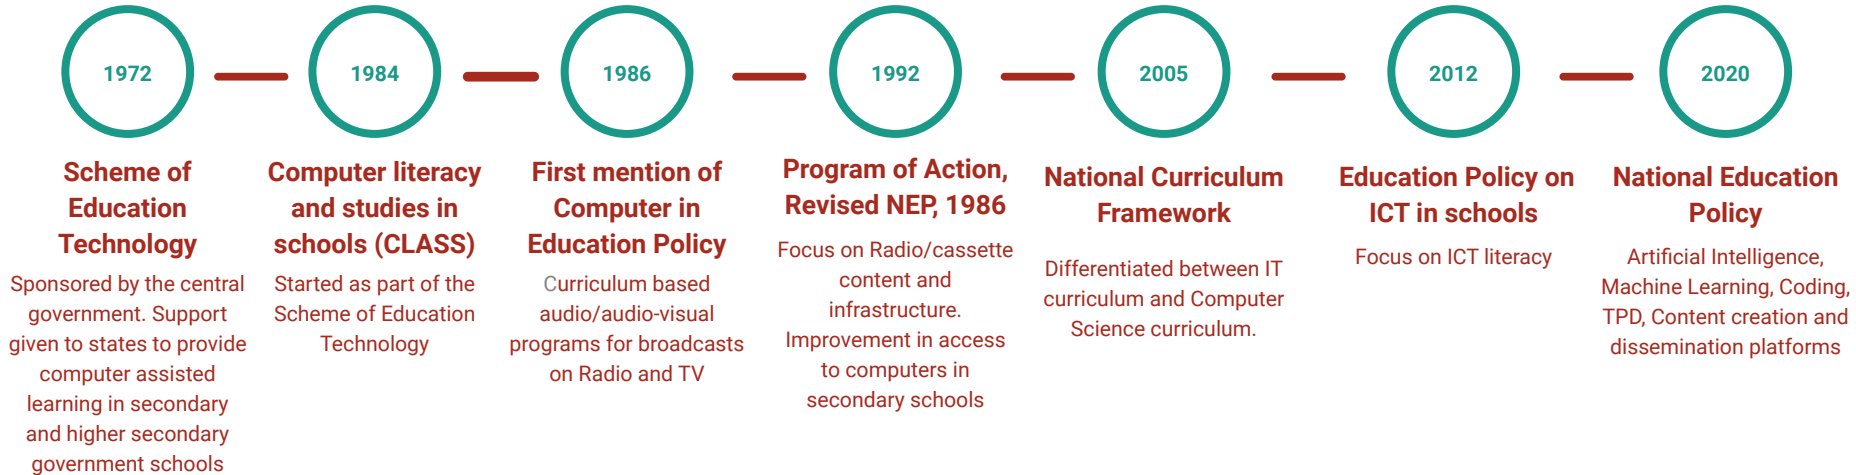 1972
Scheme of
Education
Technology
Sponsored by the central
government. Support
given to states to provide
computer assisted
learning in secondary
and higher secondary
government schools
1984
Computer literacy
and studies in
schools (CLASS)
Started as part of the
Scheme of Education
Technology
1986
First mention of
Computer in
Education Policy
Curriculum based
audio/audio-visual
programs for broadcasts
on Radio and TV
1992
Program of Action,
Revised NEP, 1986
Focus on Radio/cassette
content and
infrastructure.
Improvement in access
to computers in
secondary schools
2005
National Curriculum
Framework
Differentiated between IT
curriculum and Computer
Science curriculum.
2012
Education Policy on
ICT in schools
Focus on ICT literacy
2020
National Education
Policy
Artificial Intelligence,
Machine Learning, Coding,
TPD, Content creation and
dissemination platforms